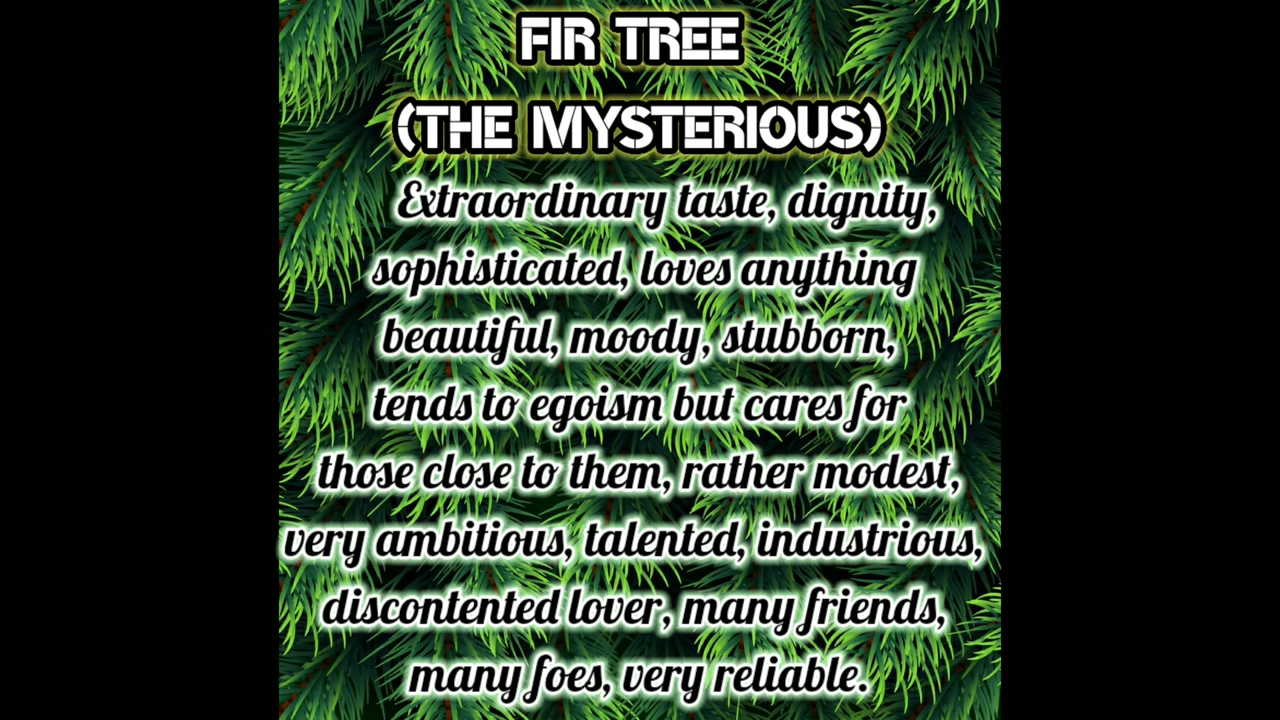 FIR TREE
(THE MYSTERIOUS)
Extraordinary taste, dignity,
sophisticated, loves anything
beautiful, moody, stubborn,
tends to egoism but cares for
those close to them, rather modest,
very ambitious, talented, industrious,
discontented lover, many friends,
many foes, very reliable.